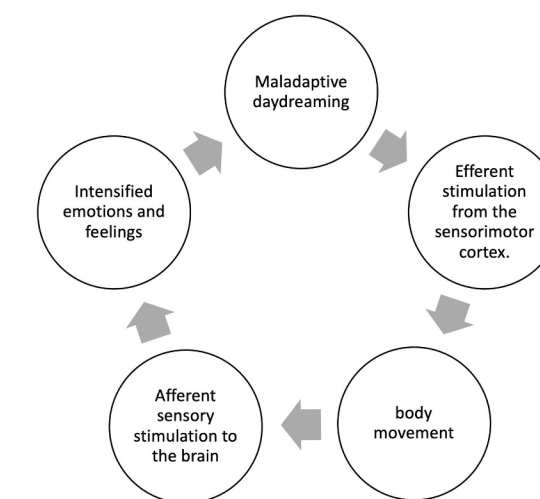 Maladaptive
daydreaming
Efferent
stimulation
from the
sensorimotor
cortex.
body
movement
Afferent
sensory
stimulation to
the brain
Intensified
emotions and
feelings